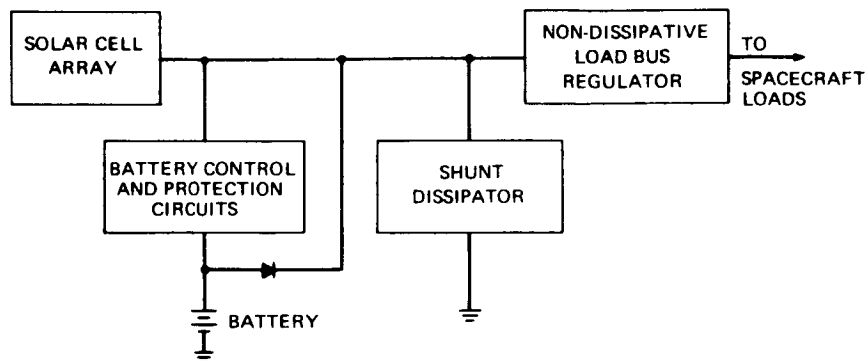 SOLAR CELL
ARRAY
NON-DISSIPATIVE
LOAD BUS
REGULATOR
TO
SPACECRAFT
LOADS
BATTERY CONTROL
AND PROTECTION
CIRCUITS
SHUNT
DISSIPATOR
BATTERY